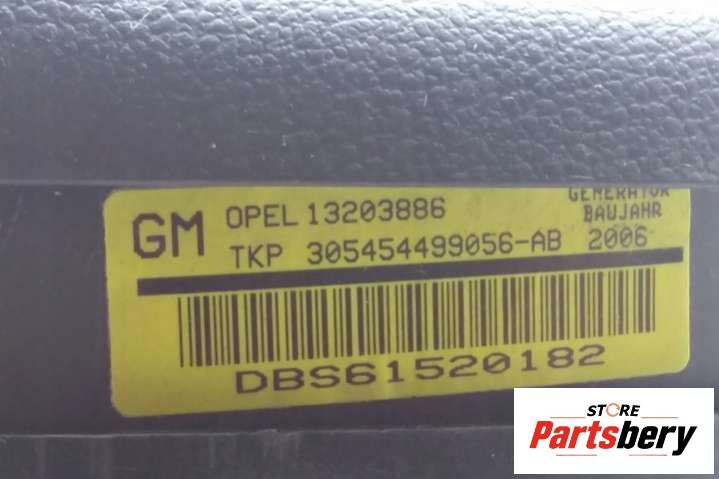 GM
OPEL 13203886
GENERATOR
BAUJAHR
TKP 305454499056-AB 2006
DBS61520182
STORE
Partsbery